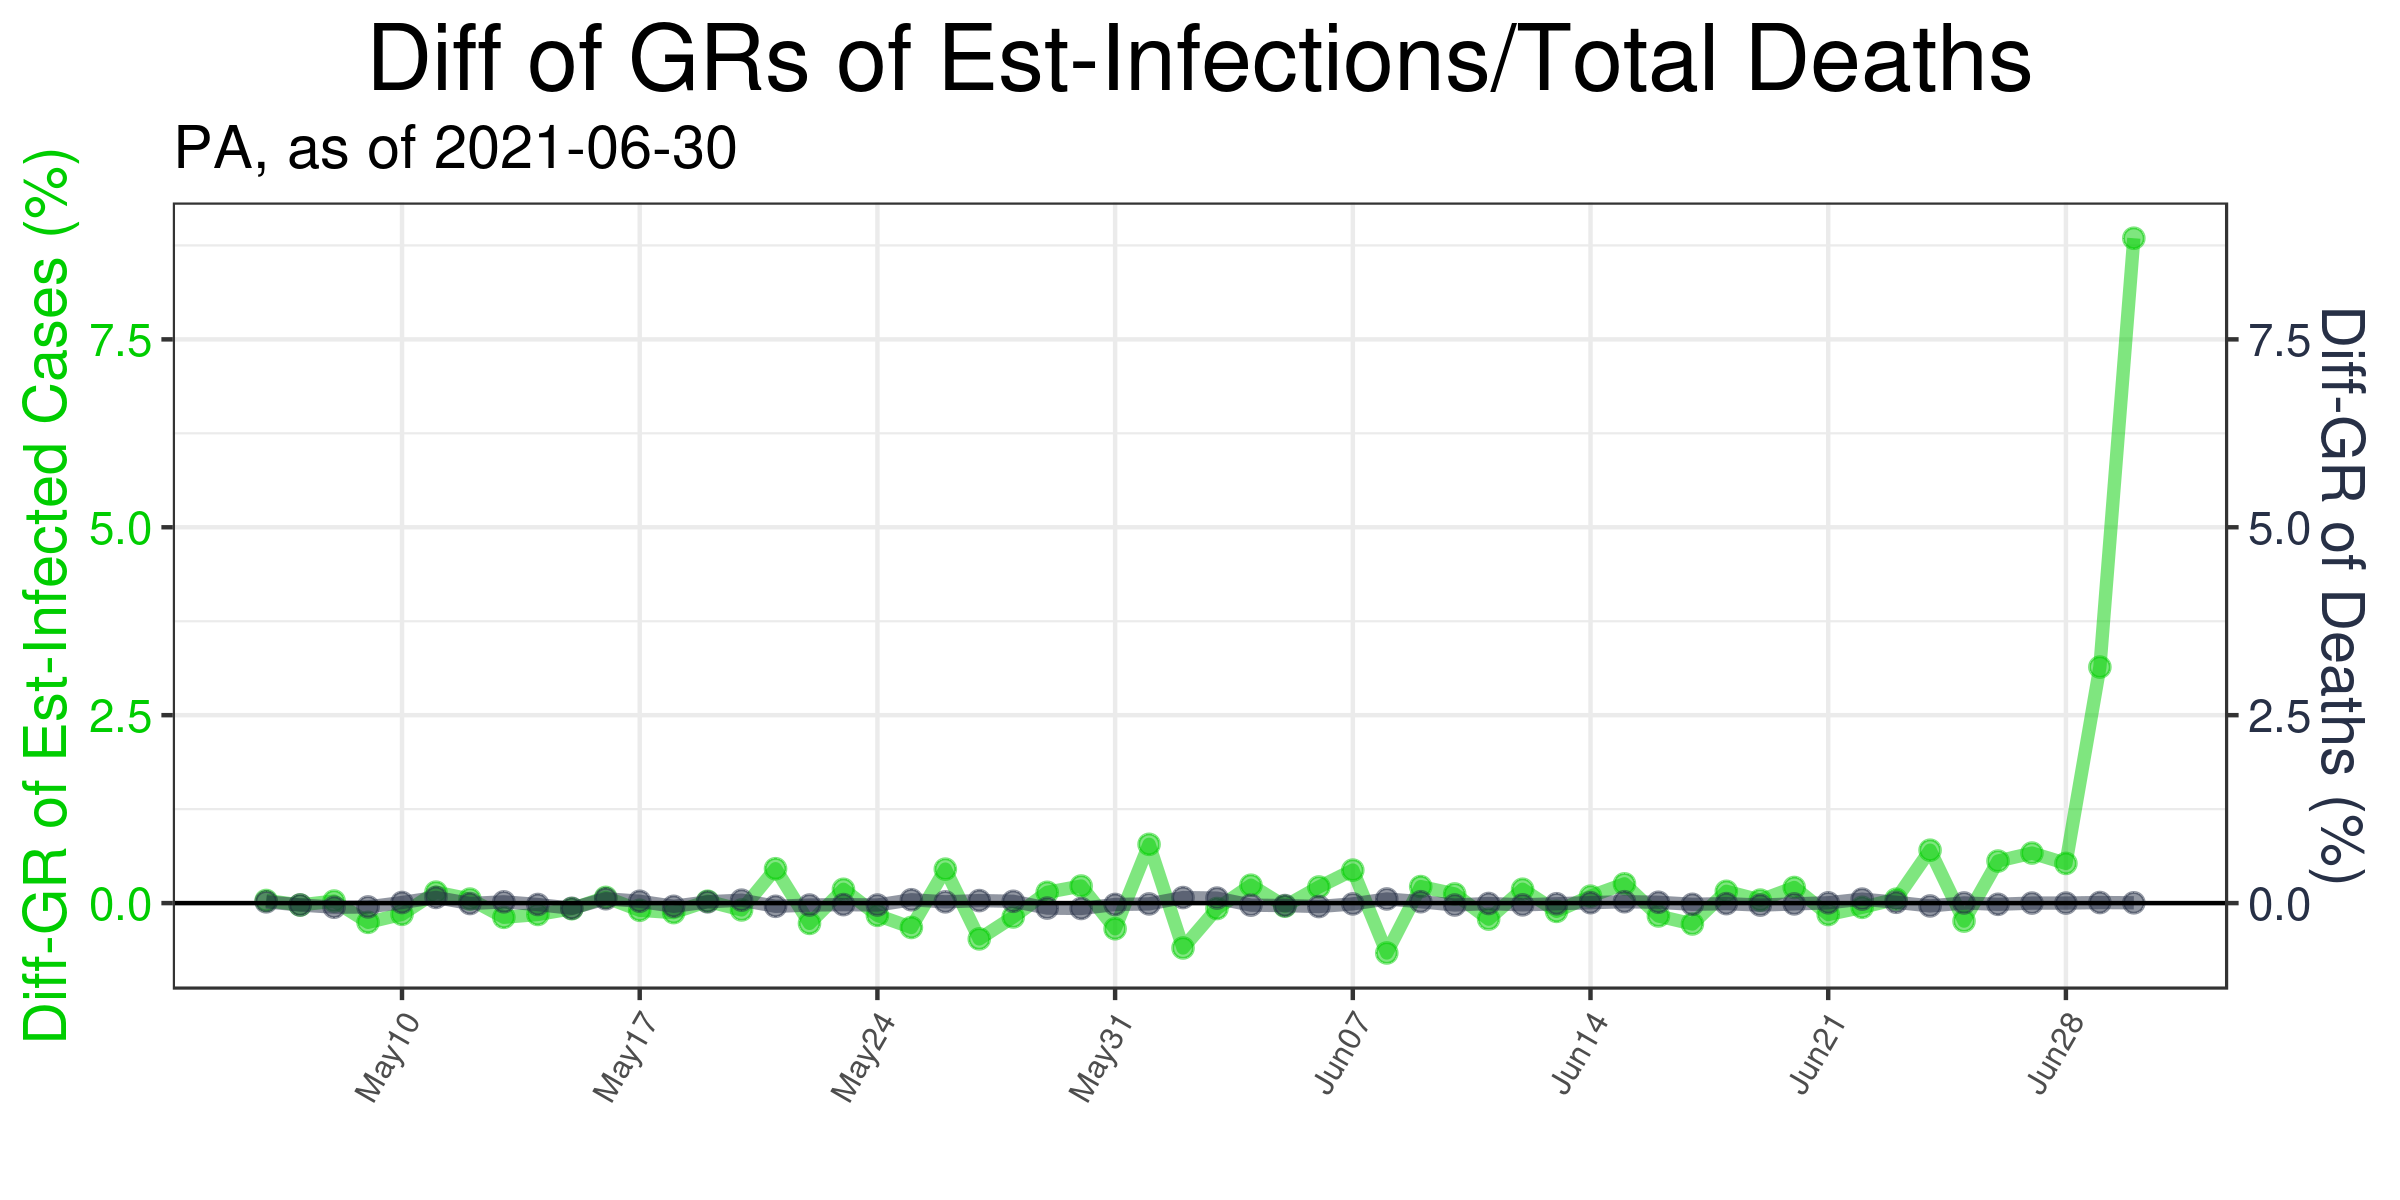 Diff of GRs of Est-Infections/Total Deaths
PA, as of 2021-06-30
Diff-GR of Est-Infected Cases (%)
7.5
5.0
2.5
0.0
7.5
5.0
2.5
0.0
Diff-GR of Deaths (%)
May10
May17
May24
May31
Jun07
Jun14
Jun21
Jun28